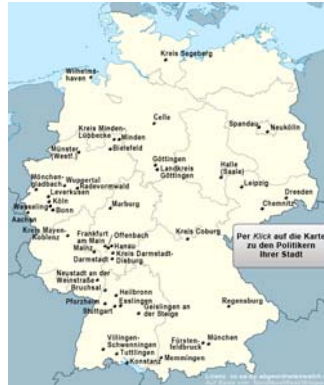 Kreis Segeberg
Wilhelms-
haven
Celle
Spandau
Neukölln
Kreis Minden-
Lübbecke
Minden
Münster
(Westf.)
Bielefeld
Göttingen
Landkreis
Göttingen
Halle
(Saale)
Leipzig
Mönchen-
gladbach
Wuppertal
Radevormwald
Leverkusen
Köln
Wesseling
Bonn
Aachen
Marburg
Dresden
Chemnitz
Kreis Mayen-
Koblenz
Frankfurt
am Main
Offenbach
Hanau
Mainz
Kreis Darmstadt-
Dieburg
Darmstadt
Kreis Coburg
Per Klick auf die Karte
zu den Politikern
Ihrer Stadt
Neustadt an der
Weinstraße
Bruchsal
Heilbronn
Pforzheim
Esslingen
Stuttgart
Geislingen an
der Steige
Regensburg
Villingen-
Schwenningen
Tuttlingen
Konstanz
Fürsten-
feldbruck
München
Memmingen